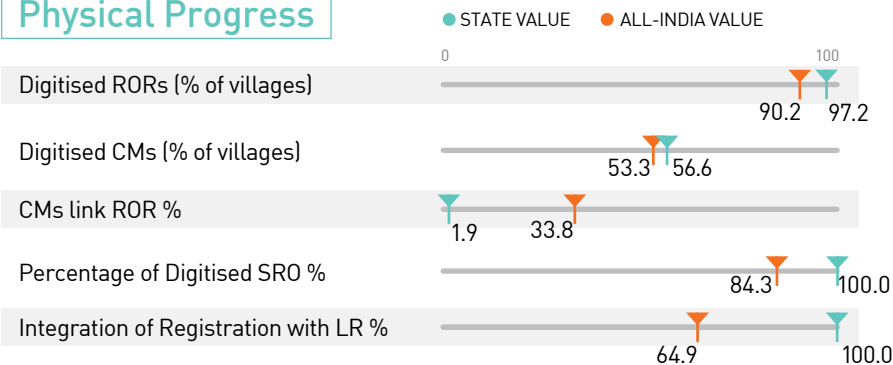 Physical Progress
STATE VALUE ALL-INDIA VALUE
0 100
Digitised RORs (% of villages)
90.2 97.2
Digitised CMs (% of villages)
53.3 56.6
CMs link ROR %
1.9 33.8
Percentage of Digitised SRO %
84.3 100.0
Integration of Registration with LR %
64.9 100.0